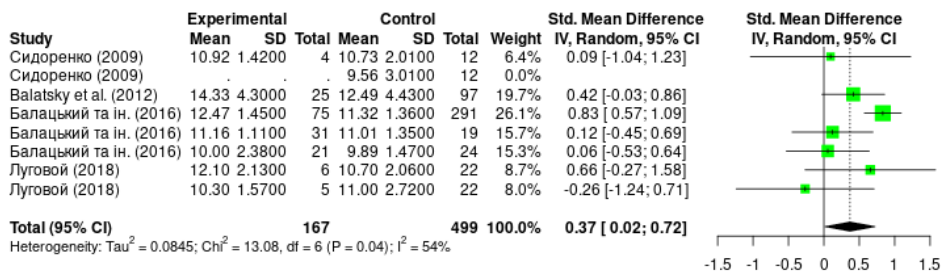 Experimental Control Std. Mean Difference Std. Mean Difference
Study Mean SD Total Mean SD Total Weight IV, Random, 95% CI IV, Random, 95% CI
Сидоренко (2009) 10.92 1.4200 4 10.73 2.0100 12 6.4% 0.09 [-1.04; 1.23]
Сидоренко (2009) . . . 9.56 3.0100 12 0.0%
Balatsky et al. (2012) 14.33 4.3000 25 12.49 4.4300 97 19.7% 0.42 [-0.03; 0.86]
Балацький та ін. (2016) 12.47 1.4500 75 11.32 1.3600 291 26.1% 0.83 [ 0.57; 1.09]
Балацький та ін. (2016) 11.16 1.1100 31 11.01 1.3500 19 15.7% 0.12 [-0.45; 0.69]
Балацький та ін. (2016) 10.00 2.3800 21 9.89 1.4700 24 15.3% 0.06 [-0.53; 0.64]
Луговой (2018) 12.10 2.1300 6 10.70 2.0600 22 8.7% 0.66 [-0.27; 1.58]
Луговой (2018) 10.30 1.5700 5 11.00 2.7200 22 8.0% -0.26 [-1.24; 0.71]
Total (95% CI) 167 499 100.0% 0.37 [ 0.02; 0.72]
Heterogeneity: Tau² = 0.0845; Chi² = 13.08, df = 6 (P = 0.04); I² = 54%
-1.5 -1 -0.5 0 0.5 1 1.5